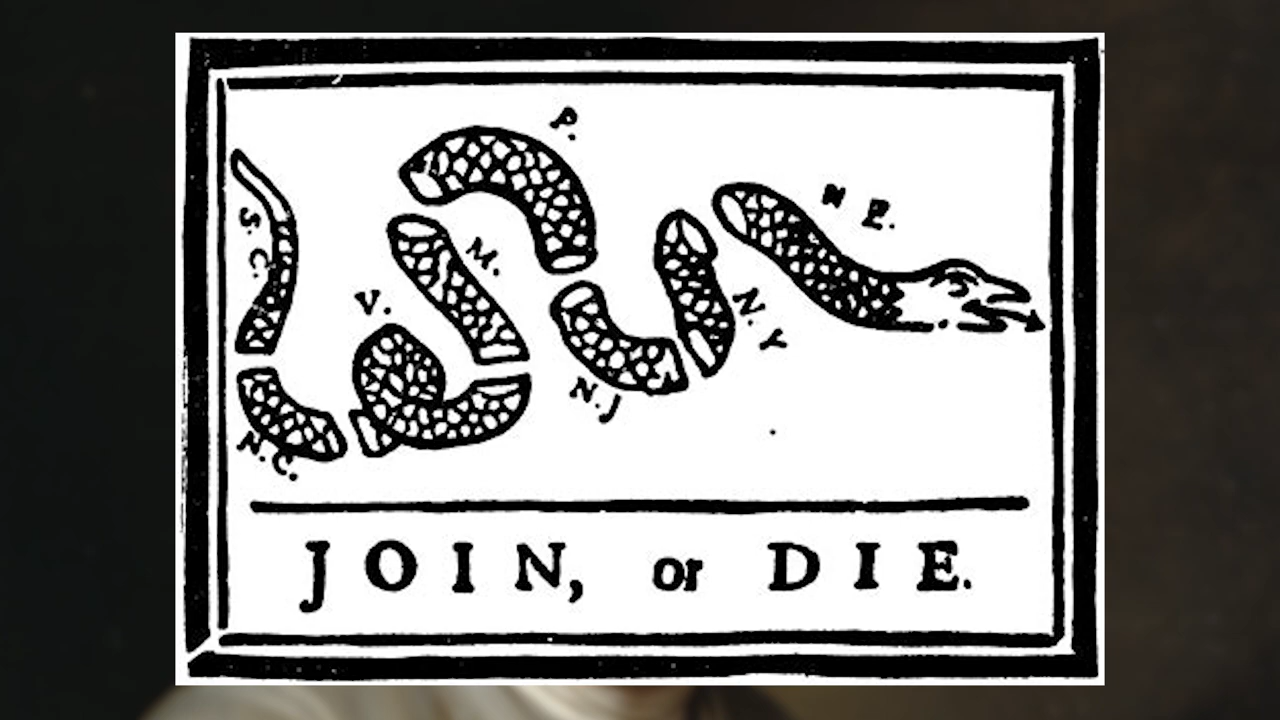 S. C.
N. C.
V.
M.
P.
N. J
N. Y
N E.
JOIN, or DIE.